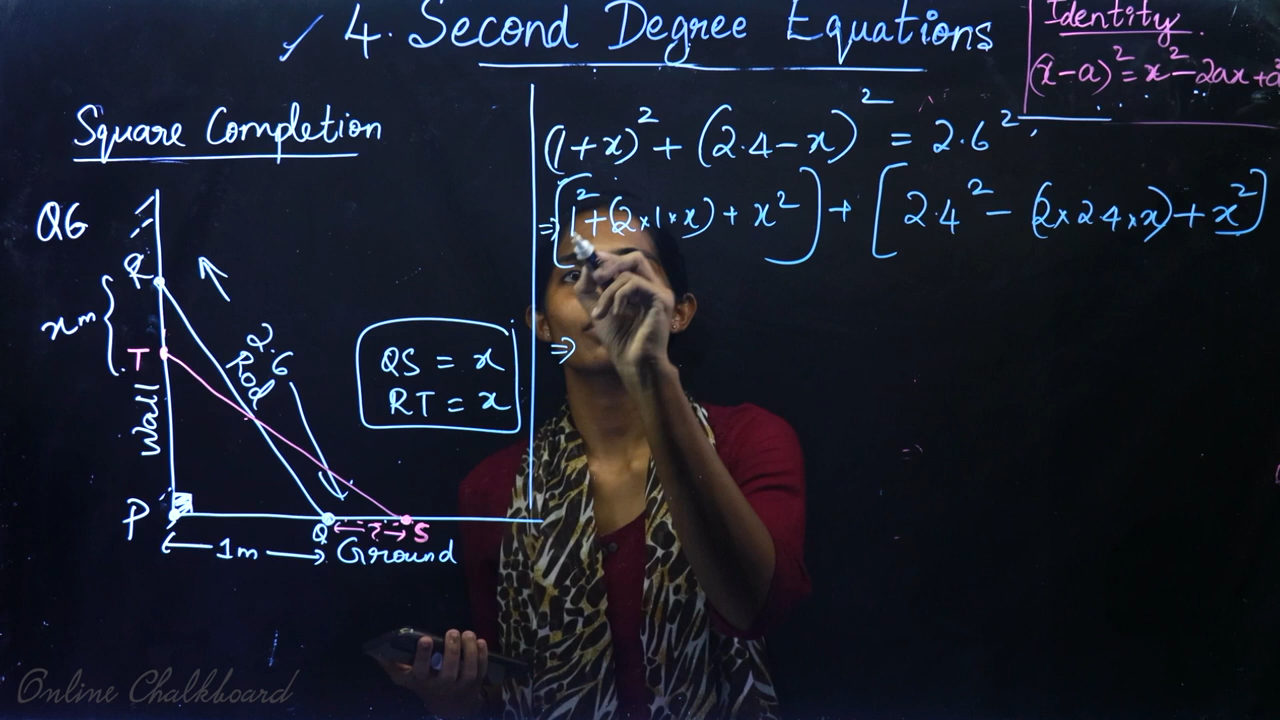 4. Second Degree Equations
Identity
(x-a)² = x² - 2ax + a²
Square Completion
(1+x)² + (2.4-x)² = 2.6²
⇒ [1² + (2×1×x) + x²] + [2.4² - (2×2.4×x) + x²]
⇒
Q6
R
x m
T
2.6
Rod
Wall
QS = x
RT = x
P
Q
?
S
1m
Ground
Online Chalkboard